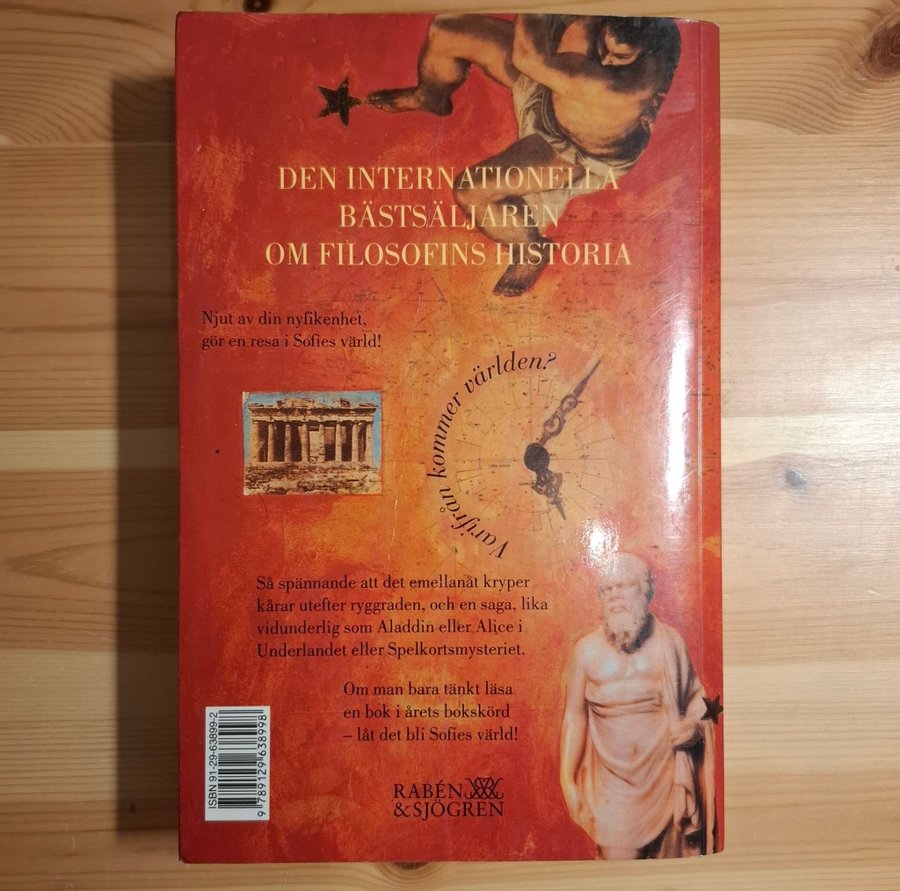 DEN INTERNATIONELLA
BÄSTSÄLJAREN
OM FILOSOFINS HISTORIA
Njut av din nyfikenhet,
gör en resa i Sofies värld!
Varifrån kommer världen?
Så spännande att det emellanåt kryper
kårar utefter ryggraden, och en saga, lika
vidunderlig som Aladdin eller Alice i
Underlandet eller Spelkortsmysteriet.
Om man bara tänkt läsa
en bok i årets bokskörd
– låt det bli Sofies värld!
ISBN 91-29-63899-2
9 789129 638998
RABÉN
& SJÖGREN